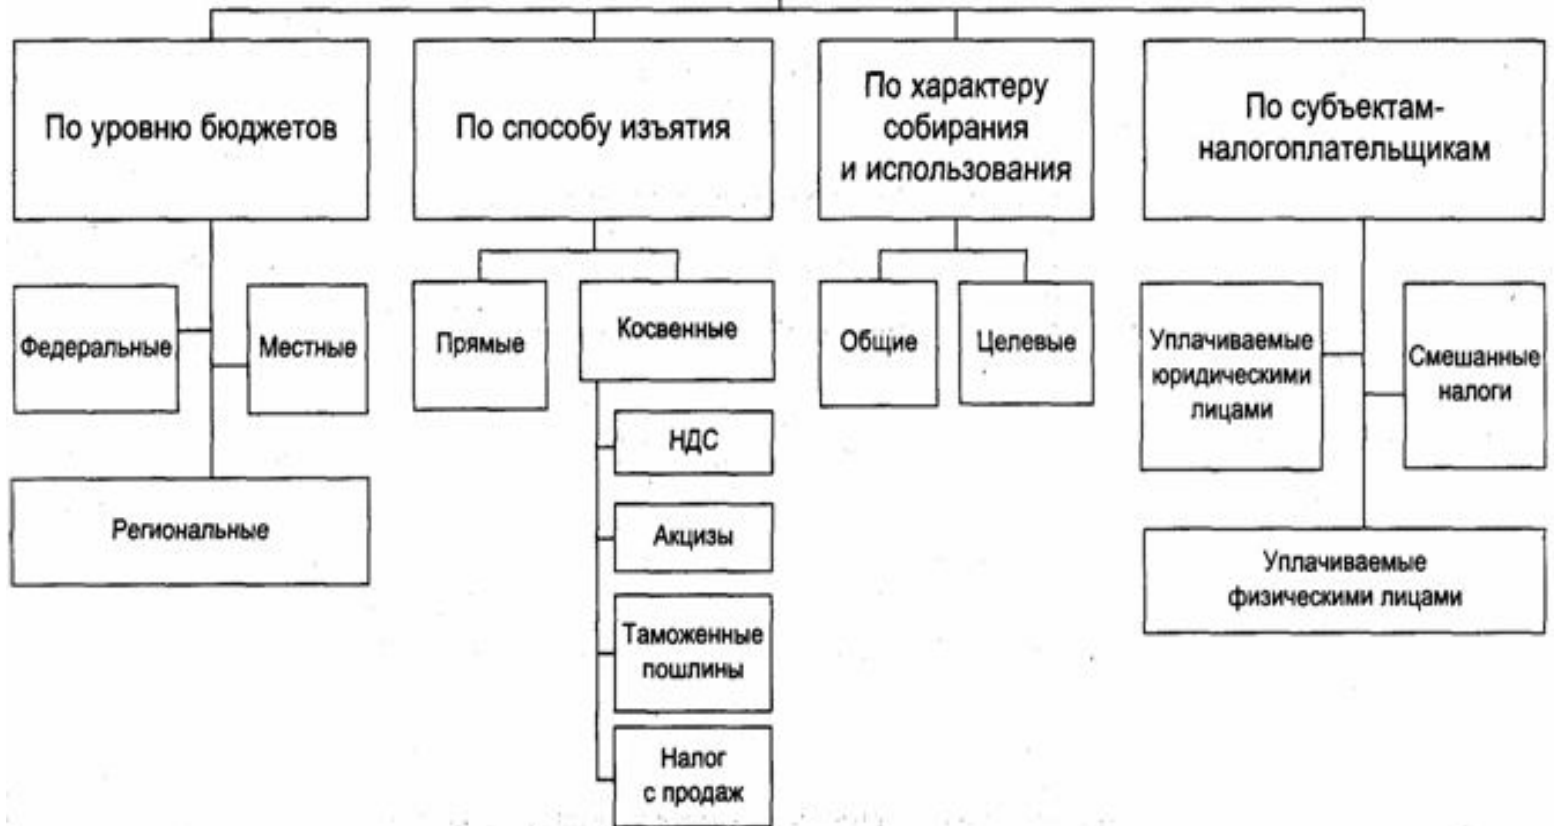 По уровню бюджетов
По способу изъятия
По характеру
собирания
и использования
По субъектам-
налогоплательщикам
Федеральные
Местные
Региональные
Прямые
Косвенные
НДС
Акцизы
Таможенные
пошлины
Налог
с продаж
Общие
Целевые
Уплачиваемые
юридическими
лицами
Смешанные
налоги
Уплачиваемые
физическими лицами